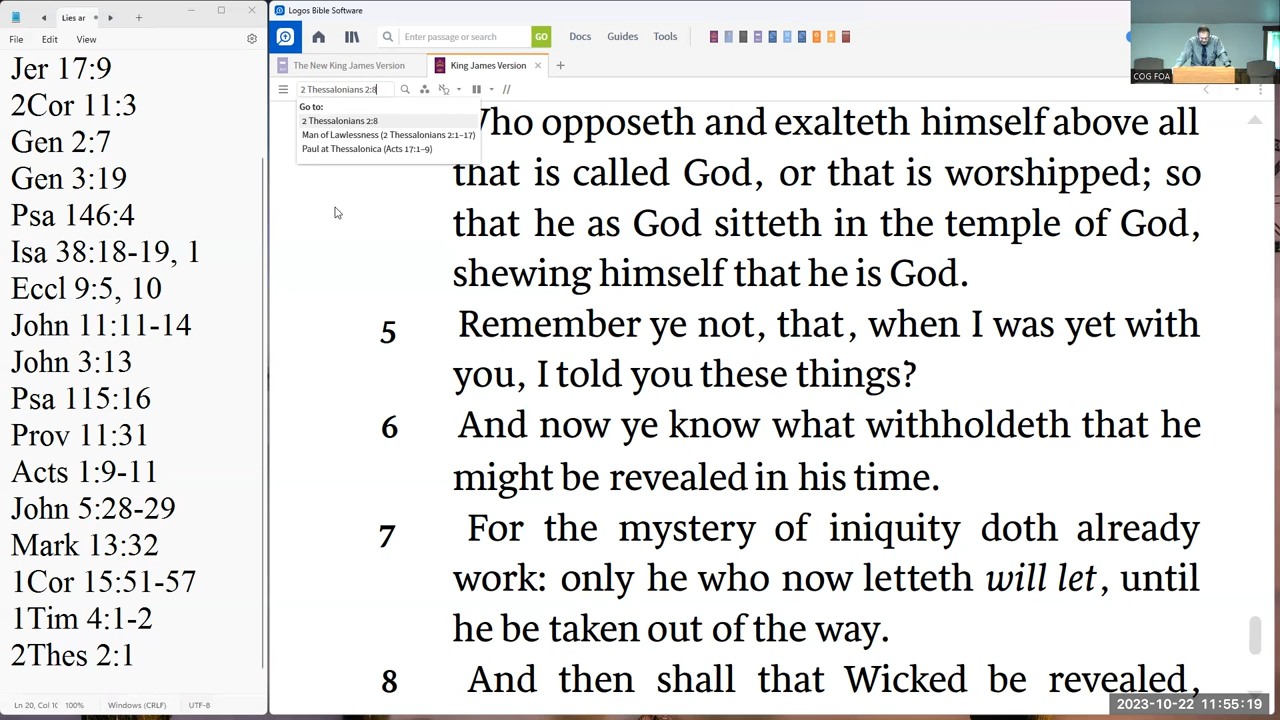 Lies ar
File Edit View
Jer 17:9
2Cor 11:3
Gen 2:7
Gen 3:19
Psa 146:4
Isa 38:18-19, 1
Eccl 9:5, 10
John 11:11-14
John 3:13
Psa 115:16
Prov 11:31
Acts 1:9-11
John 5:28-29
Mark 13:32
1Cor 15:51-57
1Tim 4:1-2
2Thes 2:1
Ln 20, Col 1 100% Windows (CRLF) UTF-8
Logos Bible Software
Enter passage or search GO Docs Guides Tools
The New King James Version King James Version
2 Thessalonians 2:8
Go to:
2 Thessalonians 2:8
Man of Lawlessness (2 Thessalonians 2:1–17)
Paul at Thessalonica (Acts 17:1–9)
Who opposeth and exalteth himself above all
that is called God, or that is worshipped; so
that he as God sitteth in the temple of God,
shewing himself that he is God.
5 Remember ye not, that, when I was yet with
you, I told you these things?
6 And now ye know what withholdeth that he
might be revealed in his time.
7 For the mystery of iniquity doth already
work: only he who now letteth will let, until
he be taken out of the way.
8 And then shall that Wicked be revealed,
COG FOA
2023-10-22 11:55:19